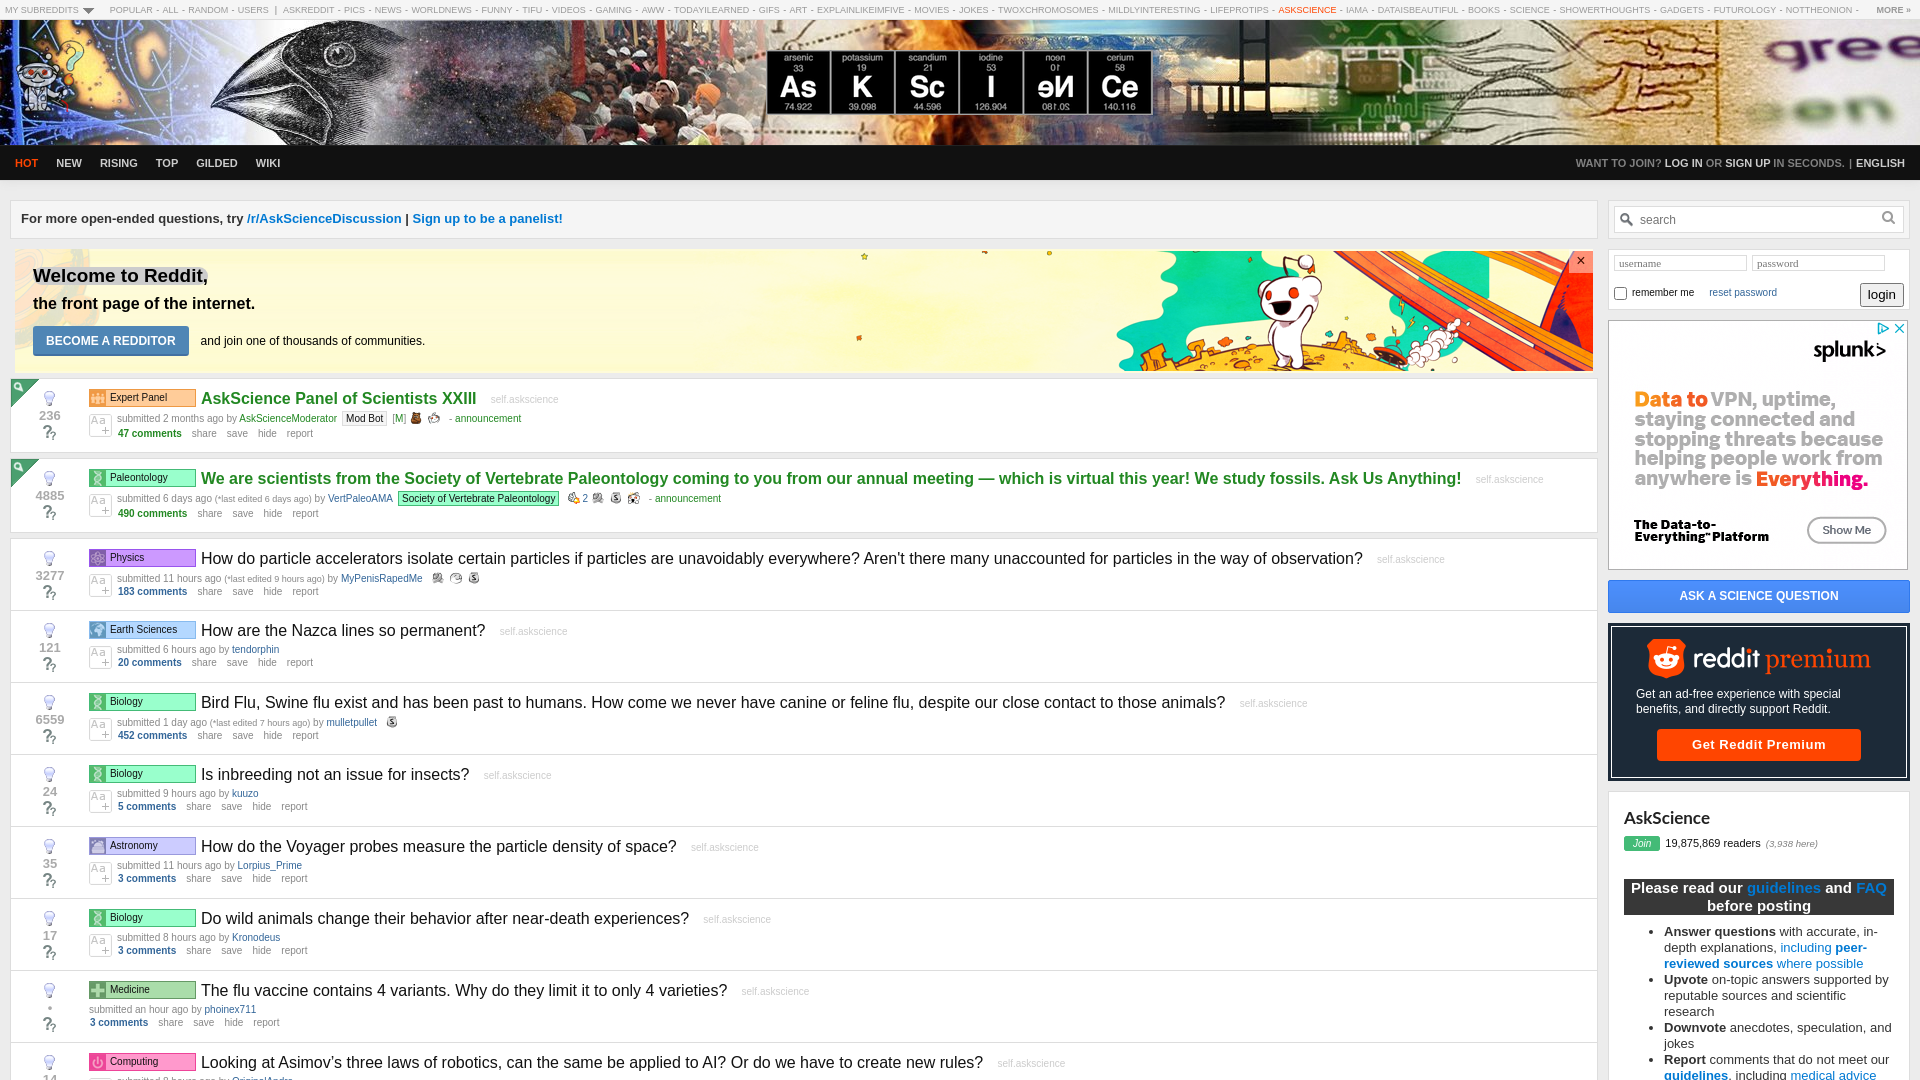 MY SUBREDDITS POPULAR - ALL - RANDOM - USERS | ASKREDDIT - PICS - NEWS - WORLDNEWS - FUNNY - TIFU - VIDEOS - GAMING - AWW - TODAYILEARNED - GIFS - ART - EXPLAINLIKEIMFIVE - MOVIES - JOKES - TWOXCHROMOSOMES - MILDLYINTERESTING - LIFEPROTIPS - ASKSCIENCE - IAMA - DATAISBEAUTIFUL - BOOKS - SCIENCE - SHOWERTHOUGHTS - GADGETS - FUTUROLOGY - NOTTHEONION - MORE »
arsenic potassium scandium iodine neon cerium
33 19 21 53 10 58
As K Sc I Ne Ce
74.922 39.098 44.596 126.904 20.1080 140.116
HOT NEW RISING TOP GILDED WIKI
WANT TO JOIN? LOG IN OR SIGN UP IN SECONDS. | ENGLISH
For more open-ended questions, try /r/AskScienceDiscussion | Sign up to be a panelist!
Welcome to Reddit,
the front page of the internet.
BECOME A REDDITOR and join one of thousands of communities.
236
Expert Panel AskScience Panel of Scientists XXIII self.askscience
submitted 2 months ago by AskScienceModerator Mod Bot [M] - announcement
47 comments share save hide report
4885
Paleontology We are scientists from the Society of Vertebrate Paleontology coming to you from our annual meeting — which is virtual this year! We study fossils. Ask Us Anything! self.askscience
submitted 6 days ago (*last edited 6 days ago) by VertPaleoAMA Society of Vertebrate Paleontology 2 - announcement
490 comments share save hide report
3277
Physics How do particle accelerators isolate certain particles if particles are unavoidably everywhere? Aren't there many unaccounted for particles in the way of observation? self.askscience
submitted 11 hours ago (*last edited 9 hours ago) by MyPenisRapedMe
183 comments share save hide report
121
Earth Sciences How are the Nazca lines so permanent? self.askscience
submitted 6 hours ago by tendorphin
20 comments share save hide report
6559
Biology Bird Flu, Swine flu exist and has been past to humans. How come we never have canine or feline flu, despite our close contact to those animals? self.askscience
submitted 1 day ago (*last edited 7 hours ago) by mulletpullet
452 comments share save hide report
24
Biology Is inbreeding not an issue for insects? self.askscience
submitted 9 hours ago by kuuzo
5 comments share save hide report
35
Astronomy How do the Voyager probes measure the particle density of space? self.askscience
submitted 11 hours ago by Lorpius_Prime
3 comments share save hide report
17
Biology Do wild animals change their behavior after near-death experiences? self.askscience
submitted 8 hours ago by Kronodeus
3 comments share save hide report
•
Medicine The flu vaccine contains 4 variants. Why do they limit it to only 4 varieties? self.askscience
submitted an hour ago by phoinex711
3 comments share save hide report
14
Computing Looking at Asimov's three laws of robotics, can the same be applied to AI? Or do we have to create new rules? self.askscience
search
username password
remember me reset password login
splunk>
Data to VPN, uptime,
staying connected and
stopping threats because
helping people work from
anywhere is Everything.
The Data-to-
Everything™ Platform
Show Me
ASK A SCIENCE QUESTION
reddit premium
Get an ad-free experience with special
benefits, and directly support Reddit.
Get Reddit Premium
AskScience
Join 19,875,869 readers (3,938 here)
Please read our guidelines and FAQ
before posting
• Answer questions with accurate, in-
depth explanations, including peer-
reviewed sources where possible
• Upvote on-topic answers supported by
reputable sources and scientific
research
• Downvote anecdotes, speculation, and
jokes
• Report comments that do not meet our
guidelines, including medical advice